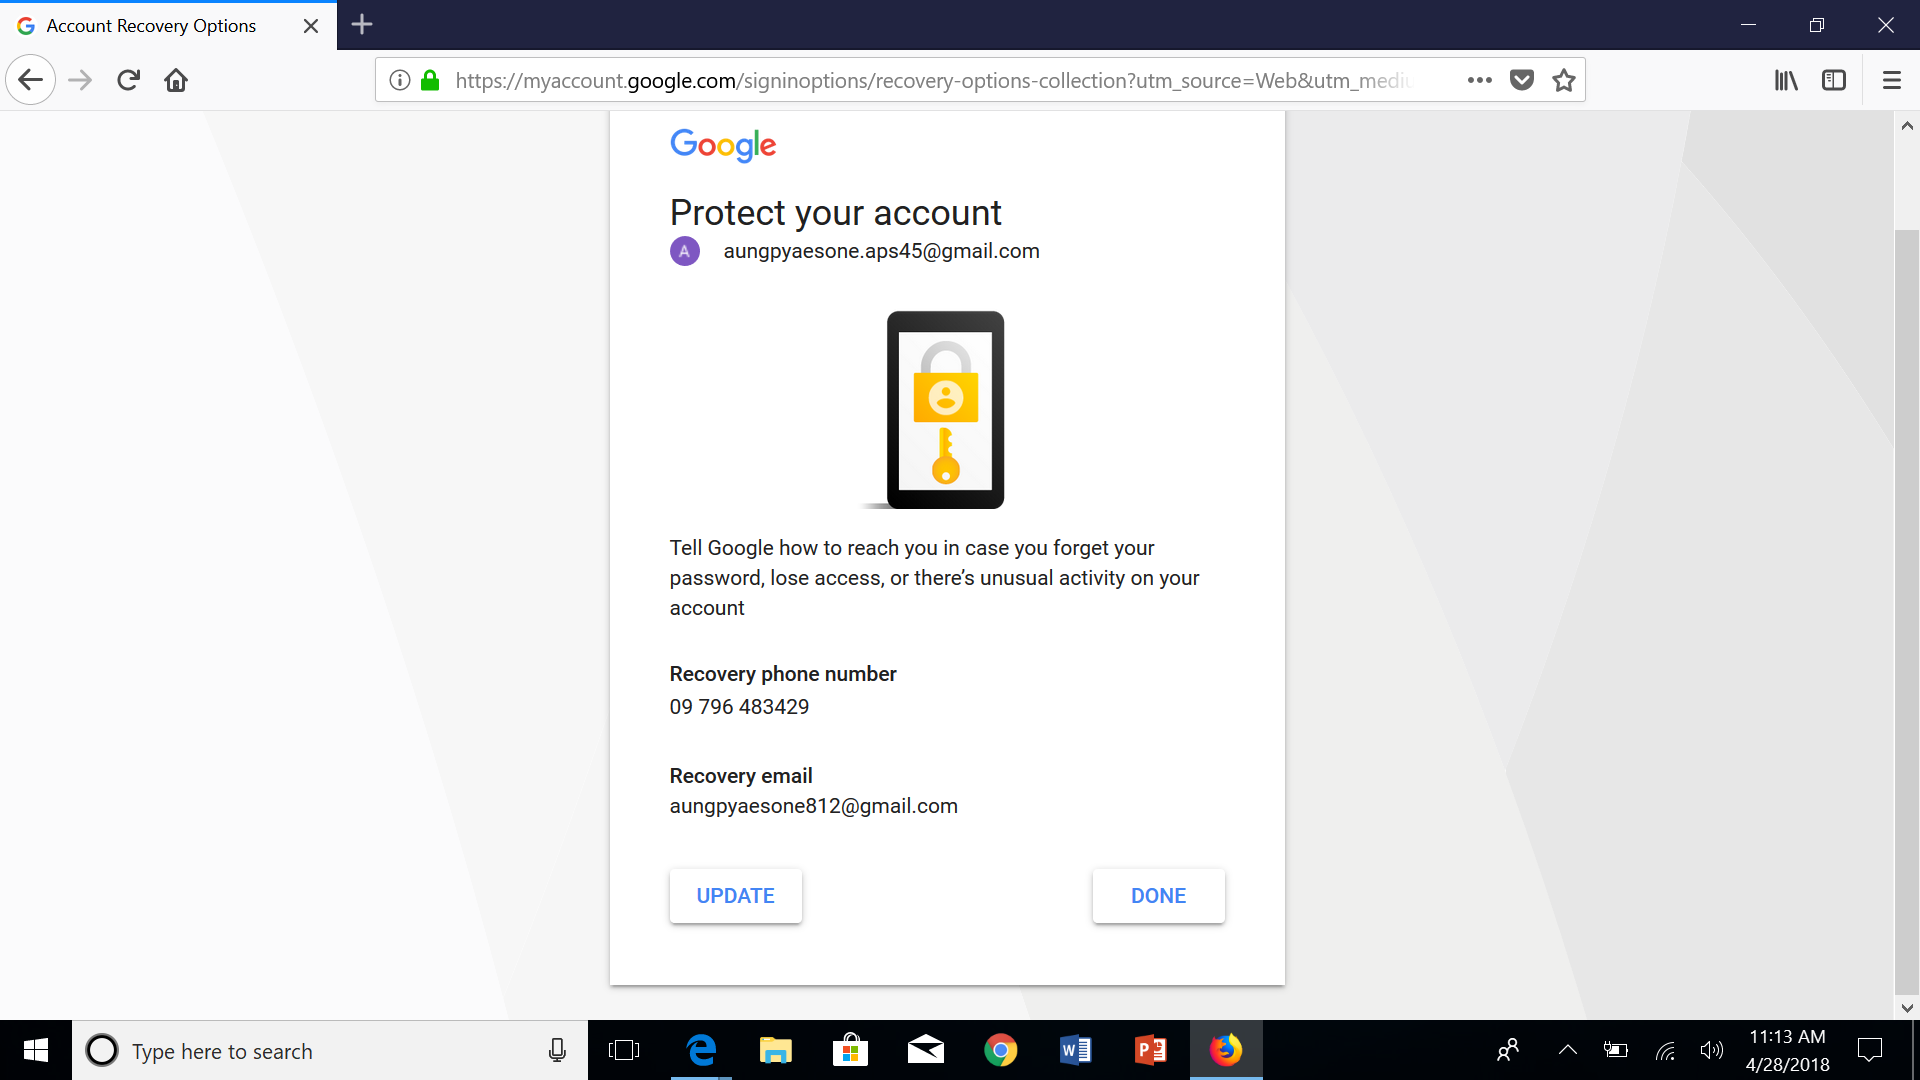 Account Recovery Options
https://myaccount.google.com/signinoptions/recovery-options-collection?utm_source=Web&utm_mediu
Google
Protect your account
A aungpyaesone.aps45@gmail.com
Tell Google how to reach you in case you forget your
password, lose access, or there’s unusual activity on your
account
Recovery phone number
09 796 483429
Recovery email
aungpyaesone812@gmail.com
UPDATE DONE
Type here to search
11:13 AM
4/28/2018